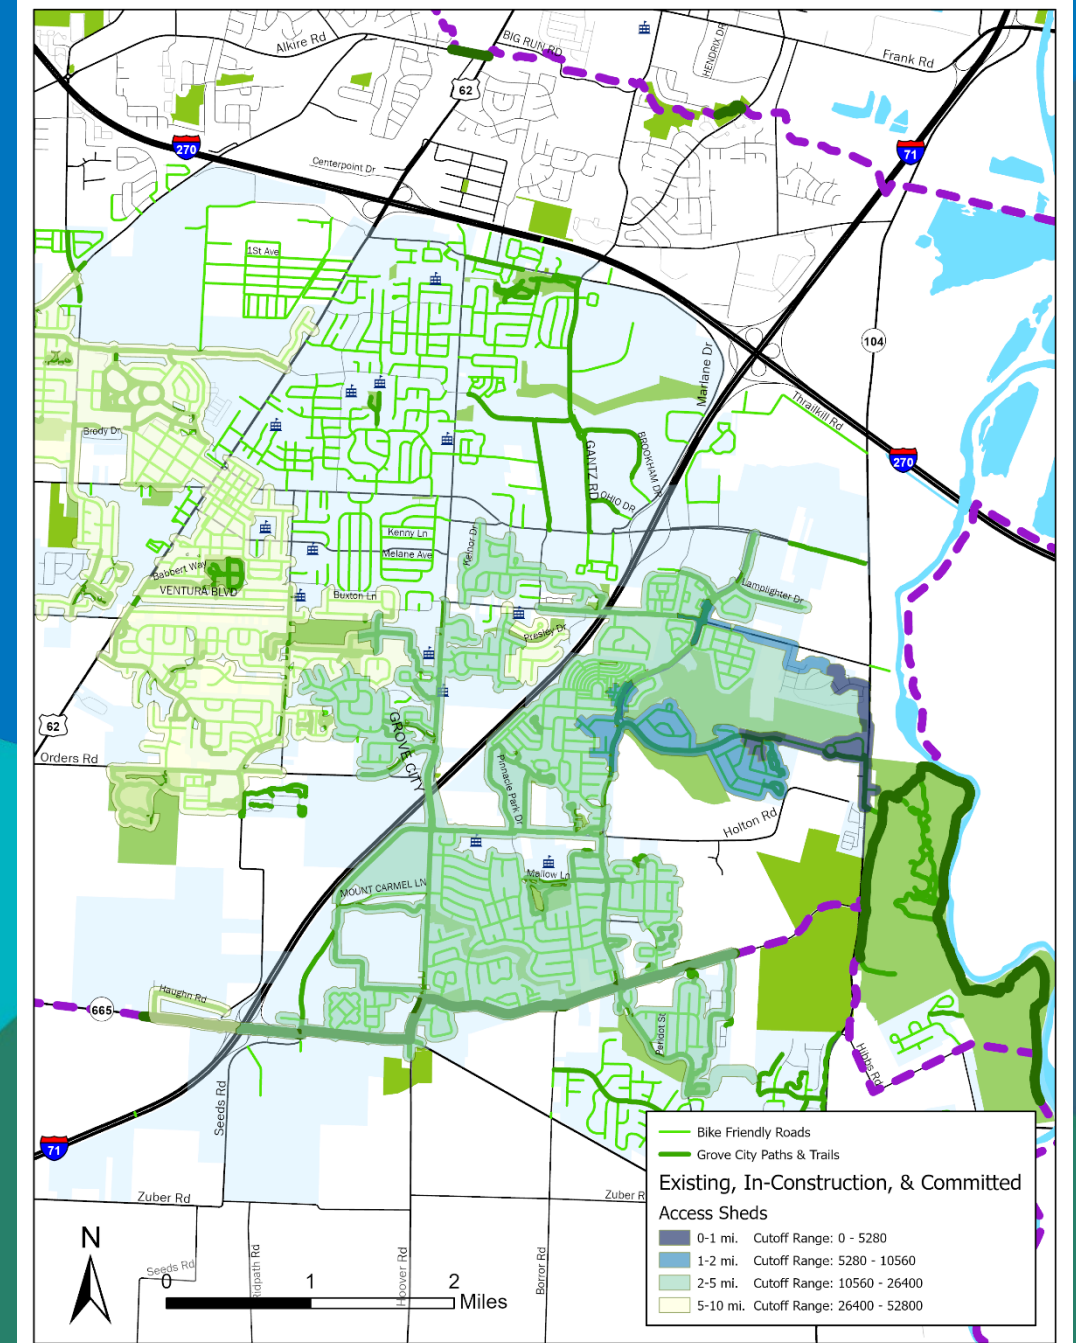 Alkire Rd
BIG RUN RD
HENDRIX DR
Frank Rd
62
270
71
Centerpoint Dr
1St Ave
104
Marlane Dr
Thrailkill Rd
270
Brody Dr
GANTZ RD
BROOKHAM DR
OHIO DR
Kenny Ln
Melane Ave
Kelnor Dr
Babbert Way
VENTURA BLVD
Buxton Ln
Lamplighter Dr
Presley Dr
62
GROVE CITY
Orders Rd
Pinnacle Park Dr
Holton Rd
Mallow Ln
MOUNT CARMEL LN
Haughn Rd
665
Peridot St
Hibbs Rd
Seeds Rd
71
Zuber Rd
Zuber R
Seeds Rd
Ridpath Rd
Hoover Rd
Borror Rd
N
0 1 2
Miles
Bike Friendly Roads
Grove City Paths & Trails
Existing, In-Construction, & Committed
Access Sheds
0-1 mi. Cutoff Range: 0 - 5280
1-2 mi. Cutoff Range: 5280 - 10560
2-5 mi. Cutoff Range: 10560 - 26400
5-10 mi. Cutoff Range: 26400 - 52800